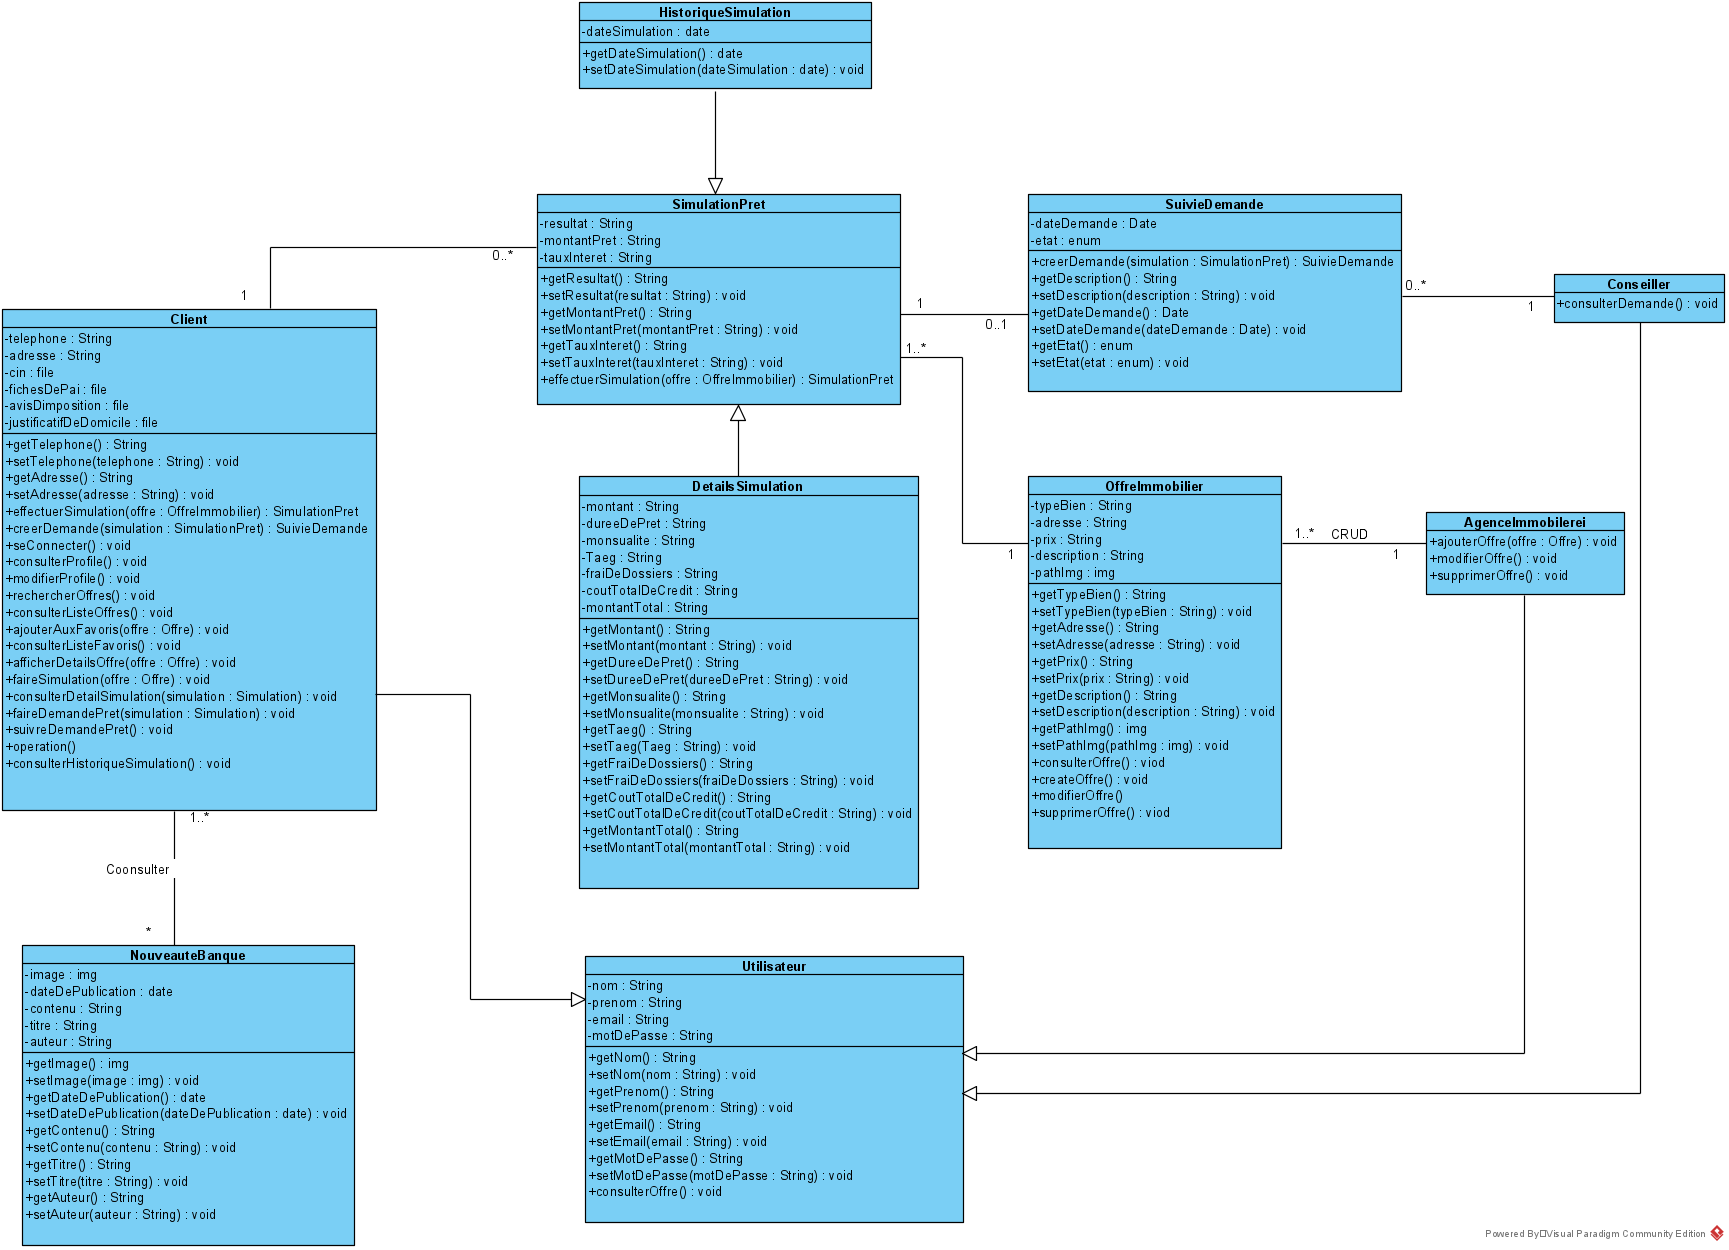 HistoriqueSimulation
-dateSimulation : date
+getDateSimulation() : date
+setDateSimulation(dateSimulation : date) : void
SimulationPret
-resultat : String
-montantPret : String
-tauxInteret : String
+getResultat() : String
+setResultat(resultat : String) : void
+getMontantPret() : String
+setMontantPret(montantPret : String) : void
+getTauxInteret() : String
+setTauxInteret(tauxInteret : String) : void
+effectuerSimulation(offre : OffreImmobilier) : SimulationPret
SuivieDemande
-dateDemande : Date
-etat : enum
+creerDemande(simulation : SimulationPret) : SuivieDemande
+getDescription() : String
+setDescription(description : String) : void
+getDateDemande() : Date
+setDateDemande(dateDemande : Date) : void
+getEtat() : enum
+setEtat(etat : enum) : void
Conseiller
+consulterDemande() : void
0..*
1
1
0..1
1..*
1
0..*
1
Client
-telephone : String
-adresse : String
-cin : file
-fichesDePai : file
-avisDimposition : file
-justificatifDeDomicile : file
+getTelephone() : String
+setTelephone(telephone : String) : void
+getAdresse() : String
+setAdresse(adresse : String) : void
+effectuerSimulation(offre : OffreImmobilier) : SimulationPret
+creerDemande(simulation : SimulationPret) : SuivieDemande
+seConnecter() : void
+consulterProfile() : void
+modifierProfile() : void
+rechercherOffres() : void
+consulterListeOffres() : void
+ajouterAuxFavoris(offre : Offre) : void
+consulterListeFavoris() : void
+afficherDetailsOffre(offre : Offre) : void
+faireSimulation(offre : Offre) : void
+consulterDetailSimulation(simulation : Simulation) : void
+faireDemandePret(simulation : Simulation) : void
+suivreDemandePret() : void
+operation()
+consulterHistoriqueSimulation() : void
DetailsSimulation
-montant : String
-dureeDePret : String
-monsualite : String
-Taeg : String
-fraiDeDossiers : String
-coutTotalDeCredit : String
-montantTotal : String
+getMontant() : String
+setMontant(montant : String) : void
+getDureeDePret() : String
+setDureeDePret(dureeDePret : String) : void
+getMonsualite() : String
+setMonsualite(monsualite : String) : void
+getTaeg() : String
+setTaeg(Taeg : String) : void
+getFraiDeDossiers() : String
+setFraiDeDossiers(fraiDeDossiers : String) : void
+getCoutTotalDeCredit() : String
+setCoutTotalDeCredit(coutTotalDeCredit : String) : void
+getMontantTotal() : String
+setMontantTotal(montantTotal : String) : void
OffreImmobilier
-typeBien : String
-adresse : String
-prix : String
-description : String
-pathImg : img
+getTypeBien() : String
+setTypeBien(typeBien : String) : void
+getAdresse() : String
+setAdresse(adresse : String) : void
+getPrix() : String
+setPrix(prix : String) : void
+getDescription() : String
+setDescription(description : String) : void
+getPathImg() : img
+setPathImg(pathImg : img) : void
+consulterOffre() : viod
+createOffre() : void
+modifierOffre()
+supprimerOffre() : viod
1..*
CRUD
1
AgenceImmobilerei
+ajouterOffre(offre : Offre) : void
+modifierOffre() : void
+supprimerOffre() : void
1..*
Coonsulter
*
NouveauteBanque
-image : img
-dateDePublication : date
-contenu : String
-titre : String
-auteur : String
+getImage() : img
+setImage(image : img) : void
+getDateDePublication() : date
+setDateDePublication(dateDePublication : date) : void
+getContenu() : String
+setContenu(contenu : String) : void
+getTitre() : String
+setTitre(titre : String) : void
+getAuteur() : String
+setAuteur(auteur : String) : void
Utilisateur
-nom : String
-prenom : String
-email : String
-motDePasse : String
+getNom() : String
+setNom(nom : String) : void
+getPrenom() : String
+setPrenom(prenom : String) : void
+getEmail() : String
+setEmail(email : String) : void
+getMotDePasse() : String
+setMotDePasse(motDePasse : String) : void
+consulterOffre() : void
Powered By Visual Paradigm Community Edition